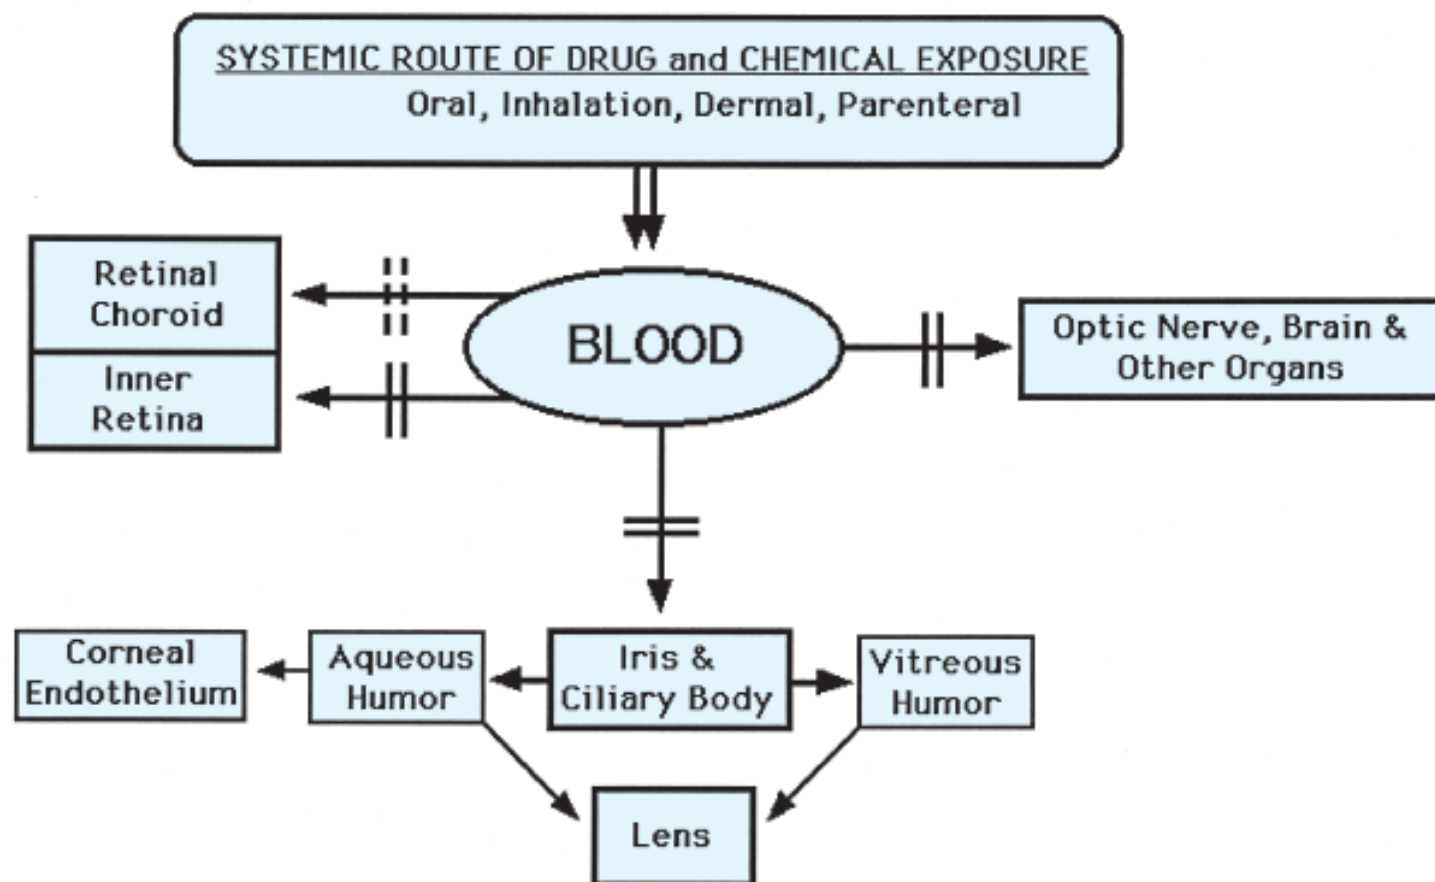 SYSTEMIC ROUTE OF DRUG and CHEMICAL EXPOSURE
Oral, Inhalation, Dermal, Parenteral
Retinal
Choroid
Inner
Retina
BLOOD
Optic Nerve, Brain &
Other Organs
Corneal
Endothelium
Aqueous
Humor
Iris &
Ciliary Body
Vitreous
Humor
Lens